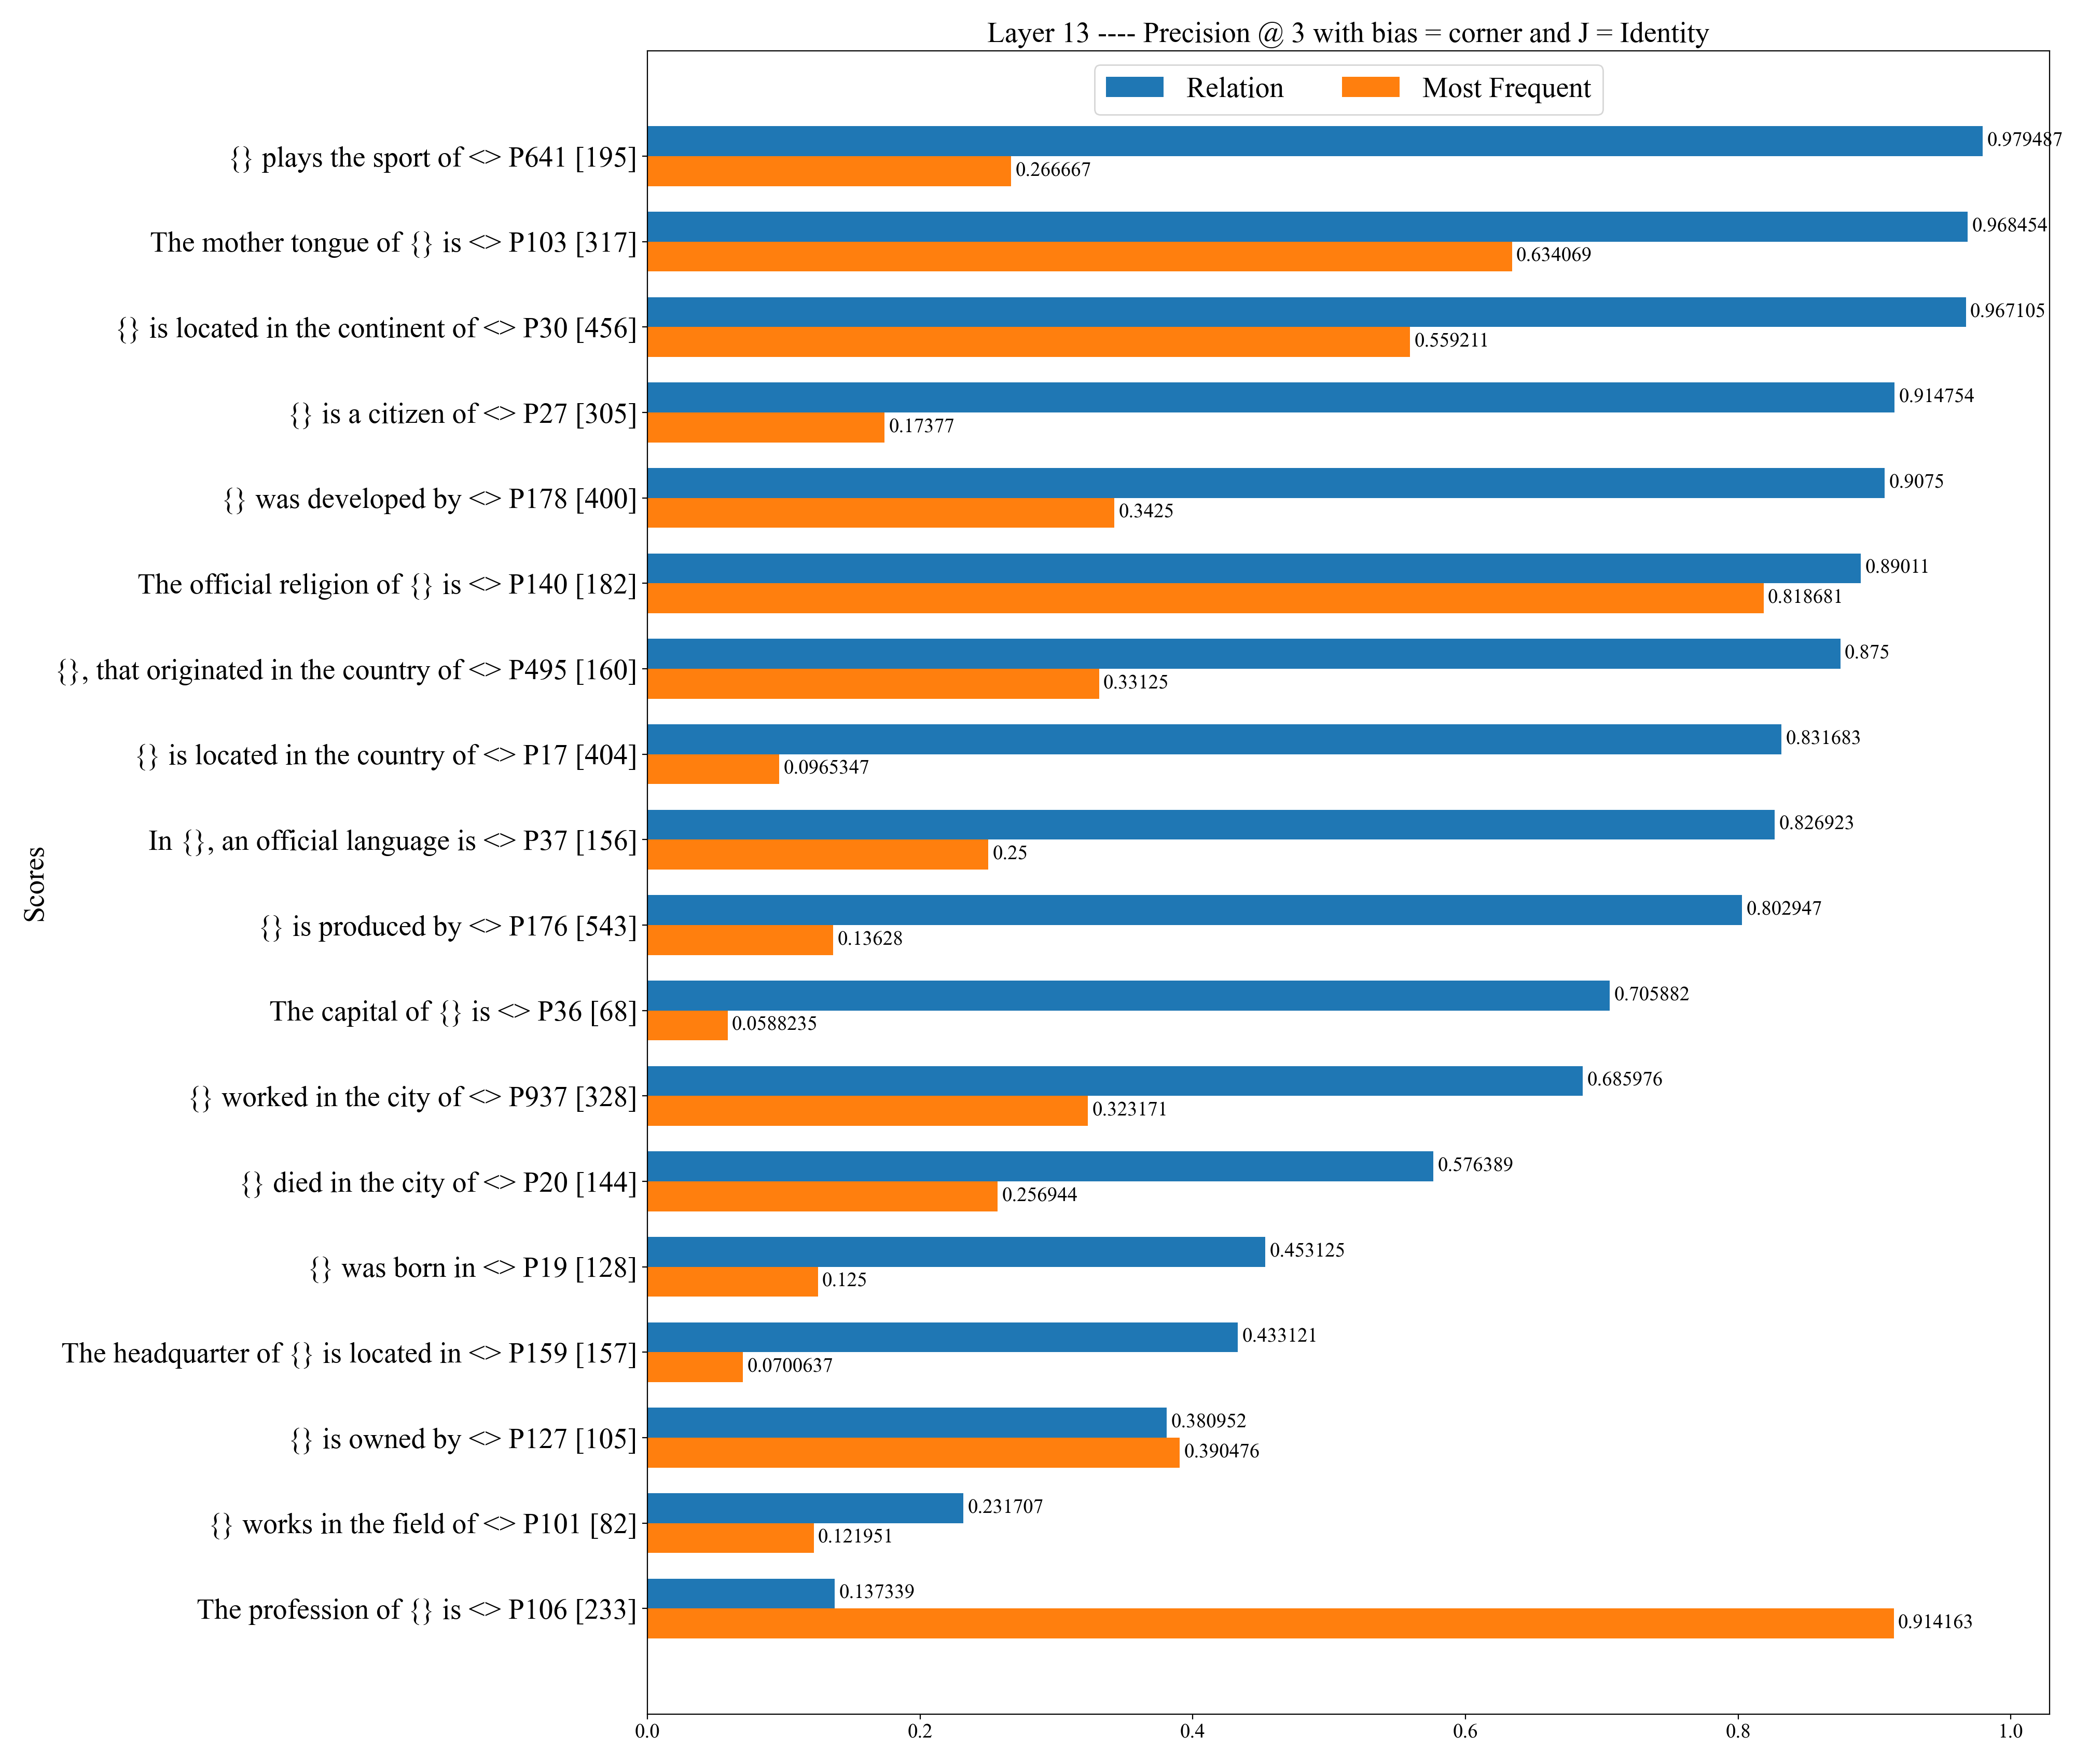 Layer 13 ---- Precision @ 3 with bias = corner and J = Identity
Relation
Most Frequent
{} plays the sport of <> P641 [195]
0.979487
0.266667
The mother tongue of {} is <> P103 [317]
0.968454
0.634069
{} is located in the continent of <> P30 [456]
0.967105
0.559211
{} is a citizen of <> P27 [305]
0.914754
0.17377
{} was developed by <> P178 [400]
0.9075
0.3425
The official religion of {} is <> P140 [182]
0.89011
0.818681
{}, that originated in the country of <> P495 [160]
0.875
0.33125
{} is located in the country of <> P17 [404]
0.831683
0.0965347
In {}, an official language is <> P37 [156]
0.826923
0.25
{} is produced by <> P176 [543]
0.802947
0.13628
The capital of {} is <> P36 [68]
0.705882
0.0588235
{} worked in the city of <> P937 [328]
0.685976
0.323171
{} died in the city of <> P20 [144]
0.576389
0.256944
{} was born in <> P19 [128]
0.453125
0.125
The headquarter of {} is located in <> P159 [157]
0.433121
0.0700637
{} is owned by <> P127 [105]
0.380952
0.390476
{} works in the field of <> P101 [82]
0.231707
0.121951
The profession of {} is <> P106 [233]
0.137339
0.914163
Scores
0.0 0.2 0.4 0.6 0.8 1.0